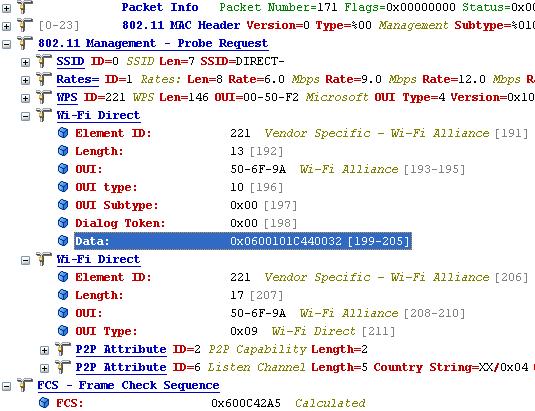 Packet Info Packet Number=171 Flags=0x00000000 Status=0x00
[0-23] 802.11 MAC Header Version=0 Type=%00 Management Subtype=%010
802.11 Management - Probe Request
SSID ID=0 SSID Len=7 SSID=DIRECT-
Rates= ID=1 Rates: Len=8 Rate=6.0 Mbps Rate=9.0 Mbps Rate=12.0 Mbps R
WPS ID=221 WPS Len=146 OUI=00-50-F2 Microsoft OUI Type=4 Version=0x10
Wi-Fi Direct
Element ID: 221 Vendor Specific - Wi-Fi Alliance [191]
Length: 13 [192]
OUI: 50-6F-9A Wi-Fi Alliance [193-195]
OUI type: 10 [196]
OUI Subtype: 0x00 [197]
Dialog Token: 0x00 [198]
Data: 0x0600101C440032 [199-205]
Wi-Fi Direct
Element ID: 221 Vendor Specific - Wi-Fi Alliance [206]
Length: 17 [207]
OUI: 50-6F-9A Wi-Fi Alliance [208-210]
OUI Type: 0x09 Wi-Fi Direct [211]
P2P Attribute ID=2 P2P Capability Length=2
P2P Attribute ID=6 Listen Channel Length=5 Country String=XX/0x04 O
FCS - Frame Check Sequence
FCS: 0x600C42A5 Calculated